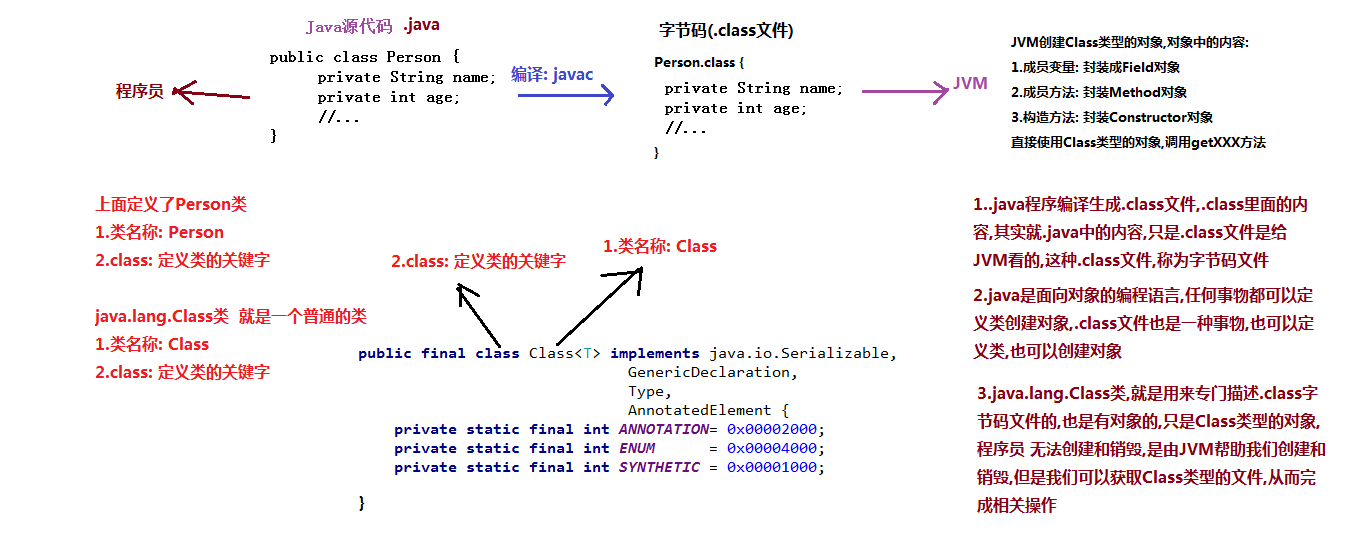 Java源代码 .java
public class Person {
private String name;
private int age;
//...
}
程序员
编译: javac
字节码(.class文件)
Person.class {
private String name;
private int age;
//...
}
JVM
JVM创建Class类型的对象,对象中的内容:
1.成员变量: 封装成Field对象
2.成员方法: 封装Method对象
3.构造方法: 封装Constructor对象
直接使用Class类型的对象,调用getXXX方法
上面定义了Person类
1.类名称: Person
2.class: 定义类的关键字
java.lang.Class类 就是一个普通的类
1.类名称: Class
2.class: 定义类的关键字
2.class: 定义类的关键字
1.类名称: Class
public final class Class<T> implements java.io.Serializable,
GenericDeclaration,
Type,
AnnotatedElement {
private static final int ANNOTATION= 0x00002000;
private static final int ENUM = 0x00004000;
private static final int SYNTHETIC = 0x00001000;
}
1..java程序编译生成.class文件,.class里面的内
容,其实就.java中的内容,只是.class文件是给
JVM看的,这种.class文件,称为字节码文件
2.java是面向对象的编程语言,任何事物都可以定
义类创建对象,.class文件也是一种事物,也可以定
义类,也可以创建对象
3.java.lang.Class类,就是用来专门描述.class字
节码文件的,也是有对象的,只是Class类型的对象,
程序员 无法创建和销毁,是由JVM帮助我们创建和
销毁,但是我们可以获取Class类型的文件,从而完
成相关操作